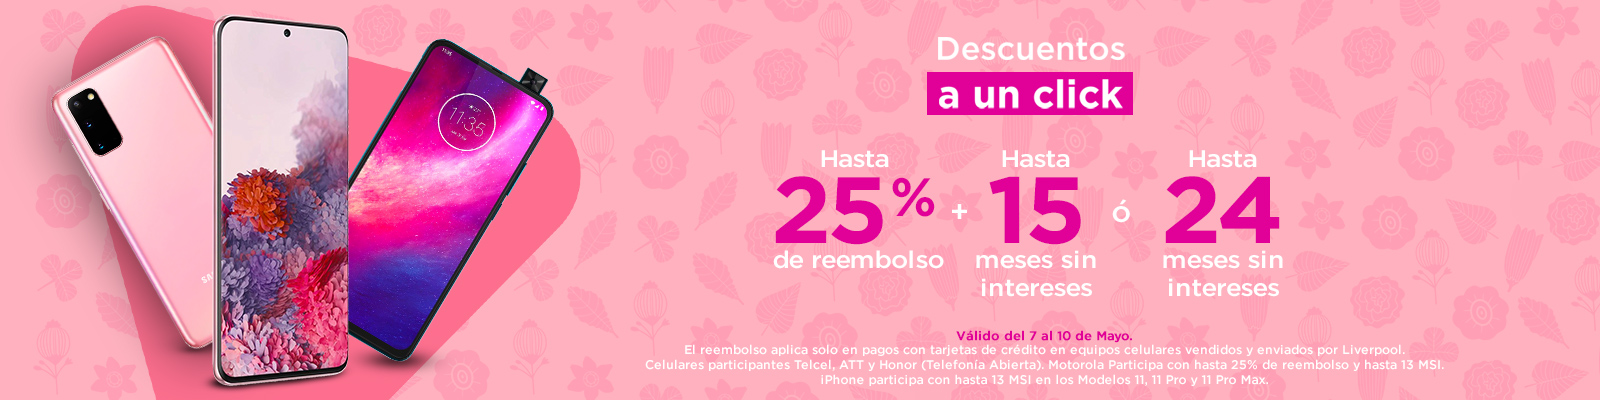 Descuentos
a un click
Hasta
25%
de reembolso
+
Hasta
15
meses sin
intereses
ó
Hasta
24
meses sin
intereses
Válido del 7 al 10 de Mayo.
El reembolso aplica solo en pagos con tarjetas de crédito en equipos celulares vendidos y enviados por Liverpool.
Celulares participantes Telcel, ATT y Honor (Telefonía Abierta). Motorola Participa con hasta 25% de reembolso y hasta 13 MSI.
iPhone participa con hasta 13 MSI en los Modelos 11, 11 Pro y 11 Pro Max.
11:35